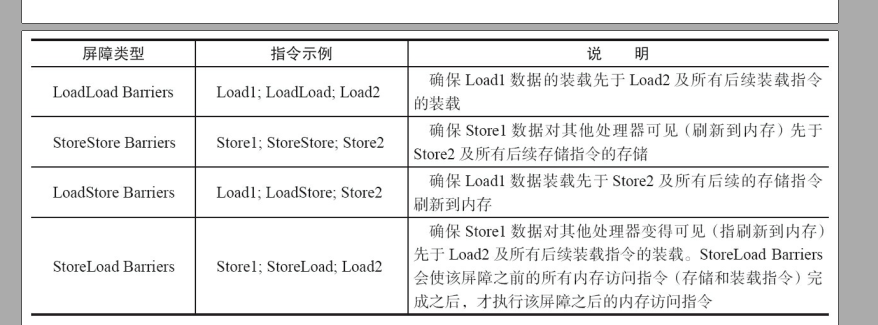 屏障类型 指令示例 说 明
LoadLoad Barriers Load1; LoadLoad; Load2 确保 Load1 数据的装载先于 Load2 及所有后续装载指令
的装载
StoreStore Barriers Store1; StoreStore; Store2 确保 Store1 数据对其他处理器可见（刷新到内存）先于
Store2 及所有后续存储指令的存储
LoadStore Barriers Load1; LoadStore; Store2 确保 Load1 数据装载先于 Store2 及所有后续的存储指令
刷新到内存
StoreLoad Barriers Store1; StoreLoad; Load2 确保 Store1 数据对其他处理器变得可见（指刷新到内存）
先于 Load2 及所有后续装载指令的装载。StoreLoad Barriers
会使该屏障之前的所有内存访问指令（存储和装载指令）完
成之后，才执行该屏障之后的内存访问指令